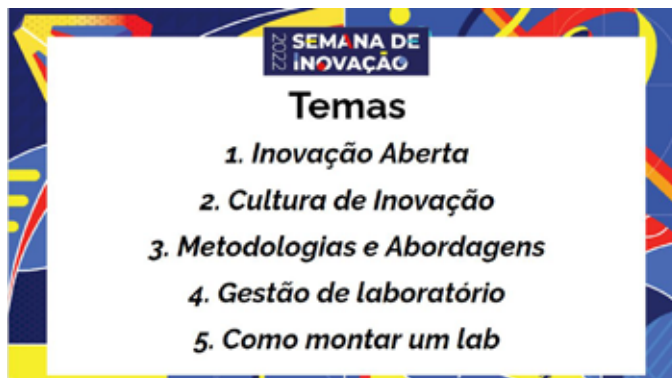 2022
SEMANA DE
INOVAÇÃO
Temas
1. Inovação Aberta
2. Cultura de Inovação
3. Metodologias e Abordagens
4. Gestão de laboratório
5. Como montar um lab